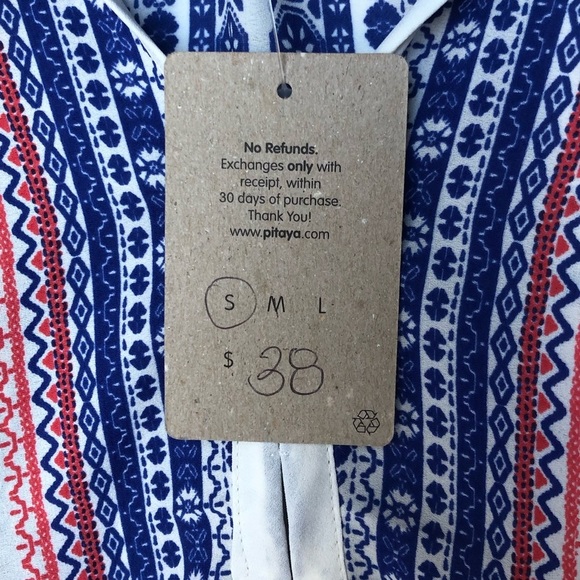 No Refunds.
Exchanges only with
receipt, within
30 days of purchase.
Thank You!
www.pitaya.com
S M L
$ 38